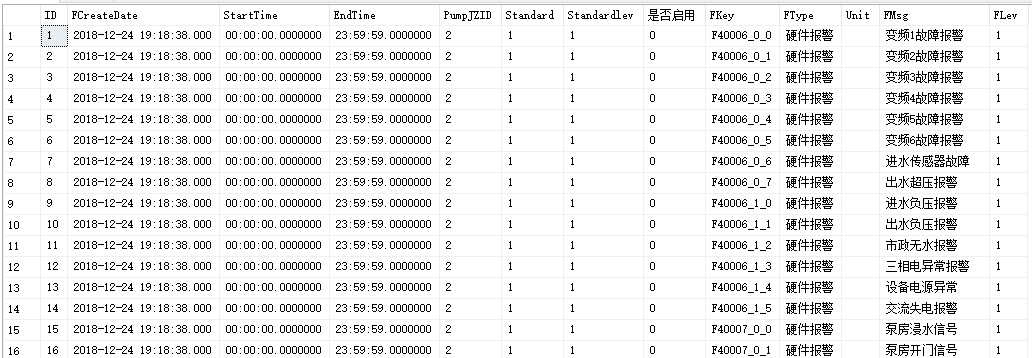 ID FCreateDate StartTime EndTime PumpJZID Standard Standardlev 是否启用 FKey FType Unit FMsg FLev
1 1 2018-12-24 19:18:38.000 00:00:00.0000000 23:59:59.0000000 2 1 1 0 F40006_0_0 硬件报警 变频1故障报警 1
2 2 2018-12-24 19:18:38.000 00:00:00.0000000 23:59:59.0000000 2 1 1 0 F40006_0_1 硬件报警 变频2故障报警 1
3 3 2018-12-24 19:18:38.000 00:00:00.0000000 23:59:59.0000000 2 1 1 0 F40006_0_2 硬件报警 变频3故障报警 1
4 4 2018-12-24 19:18:38.000 00:00:00.0000000 23:59:59.0000000 2 1 1 0 F40006_0_3 硬件报警 变频4故障报警 1
5 5 2018-12-24 19:18:38.000 00:00:00.0000000 23:59:59.0000000 2 1 1 0 F40006_0_4 硬件报警 变频5故障报警 1
6 6 2018-12-24 19:18:38.000 00:00:00.0000000 23:59:59.0000000 2 1 1 0 F40006_0_5 硬件报警 变频6故障报警 1
7 7 2018-12-24 19:18:38.000 00:00:00.0000000 23:59:59.0000000 2 1 1 0 F40006_0_6 硬件报警 进水传感器故障 1
8 8 2018-12-24 19:18:38.000 00:00:00.0000000 23:59:59.0000000 2 1 1 0 F40006_0_7 硬件报警 出水超压报警 1
9 9 2018-12-24 19:18:38.000 00:00:00.0000000 23:59:59.0000000 2 1 1 0 F40006_1_0 硬件报警 进水负压报警 1
10 10 2018-12-24 19:18:38.000 00:00:00.0000000 23:59:59.0000000 2 1 1 0 F40006_1_1 硬件报警 出水负压报警 1
11 11 2018-12-24 19:18:38.000 00:00:00.0000000 23:59:59.0000000 2 1 1 0 F40006_1_2 硬件报警 市政无水报警 1
12 12 2018-12-24 19:18:38.000 00:00:00.0000000 23:59:59.0000000 2 1 1 0 F40006_1_3 硬件报警 三相电异常报警 1
13 13 2018-12-24 19:18:38.000 00:00:00.0000000 23:59:59.0000000 2 1 1 0 F40006_1_4 硬件报警 设备电源异常 1
14 14 2018-12-24 19:18:38.000 00:00:00.0000000 23:59:59.0000000 2 1 1 0 F40006_1_5 硬件报警 交流失电报警 1
15 15 2018-12-24 19:18:38.000 00:00:00.0000000 23:59:59.0000000 2 1 1 0 F40007_0_0 硬件报警 泵房浸水信号 1
16 16 2018-12-24 19:18:38.000 00:00:00.0000000 23:59:59.0000000 2 1 1 0 F40007_0_1 硬件报警 泵房开门信号 1